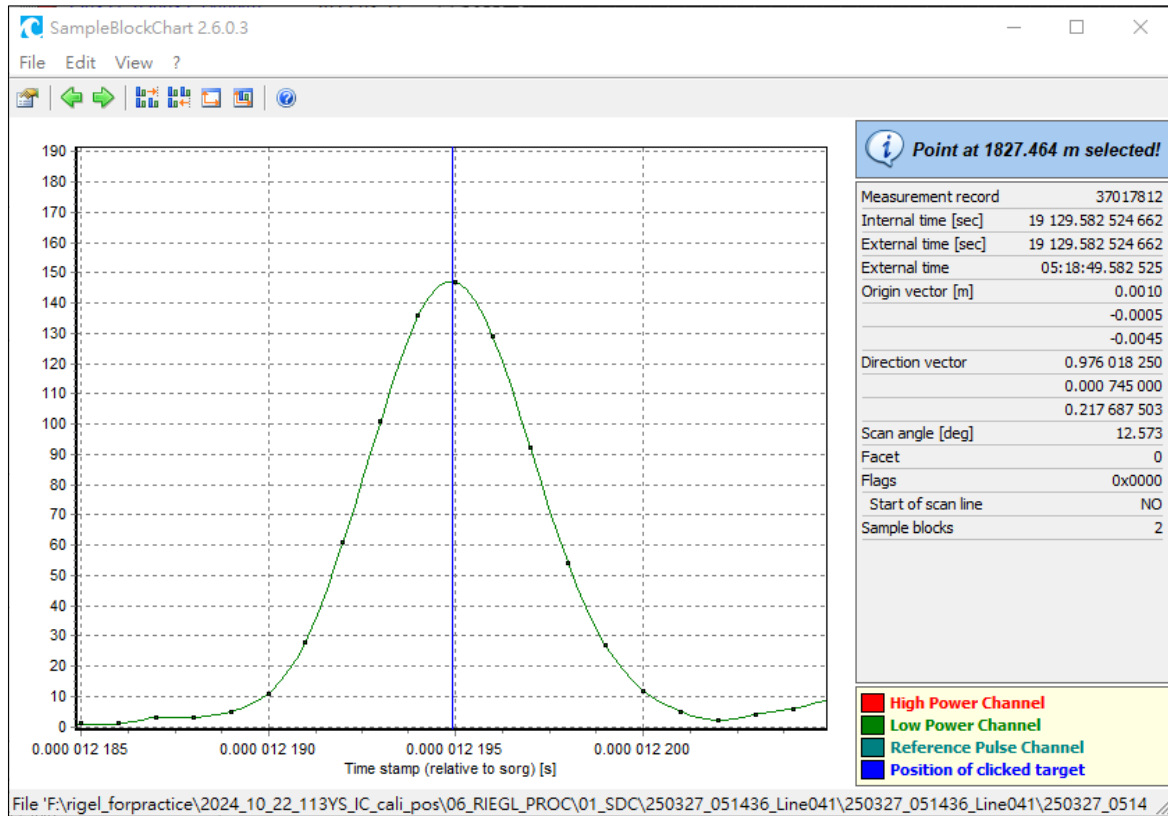 SampleBlockChart 2.6.0.3
File Edit View ?
190
180
170
160
150
140
130
120
110
100
90
80
70
60
50
40
30
20
10
0
0.000 012 185 0.000 012 190 0.000 012 195 0.000 012 200
Time stamp (relative to sorg) [s]
Point at 1827.464 m selected!
Measurement record 37017812
Internal time [sec] 19 129.582 524 662
External time [sec] 19 129.582 524 662
External time 05:18:49.582 525
Origin vector [m] 0.0010
-0.0005
-0.0045
Direction vector 0.976 018 250
0.000 745 000
0.217 687 503
Scan angle [deg] 12.573
Facet 0
Flags 0x0000
Start of scan line NO
Sample blocks 2
High Power Channel
Low Power Channel
Reference Pulse Channel
Position of clicked target
File 'F:\rigel_forpractice\2024_10_22_113YS_IC_cali_pos\06_RIEGL_PROC\01_SDC\250327_051436_Line041\250327_051436_Line041\250327_0514